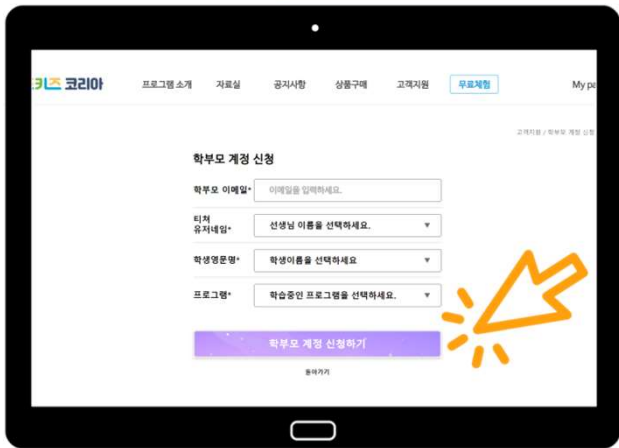 키즈 코리아
프로그램 소개 자료실 공지사항 상품구매 고객지원 무료체험 My pa
고객지원 / 학부모 계정 신청
학부모 계정 신청
학부모 이메일* 이메일을 입력하세요.
티쳐
유저네임* 선생님 이름을 선택하세요.
학생영문명* 학생이름을 선택하세요
프로그램* 학습중인 프로그램을 선택하세요.
학부모 계정 신청하기
돌아가기